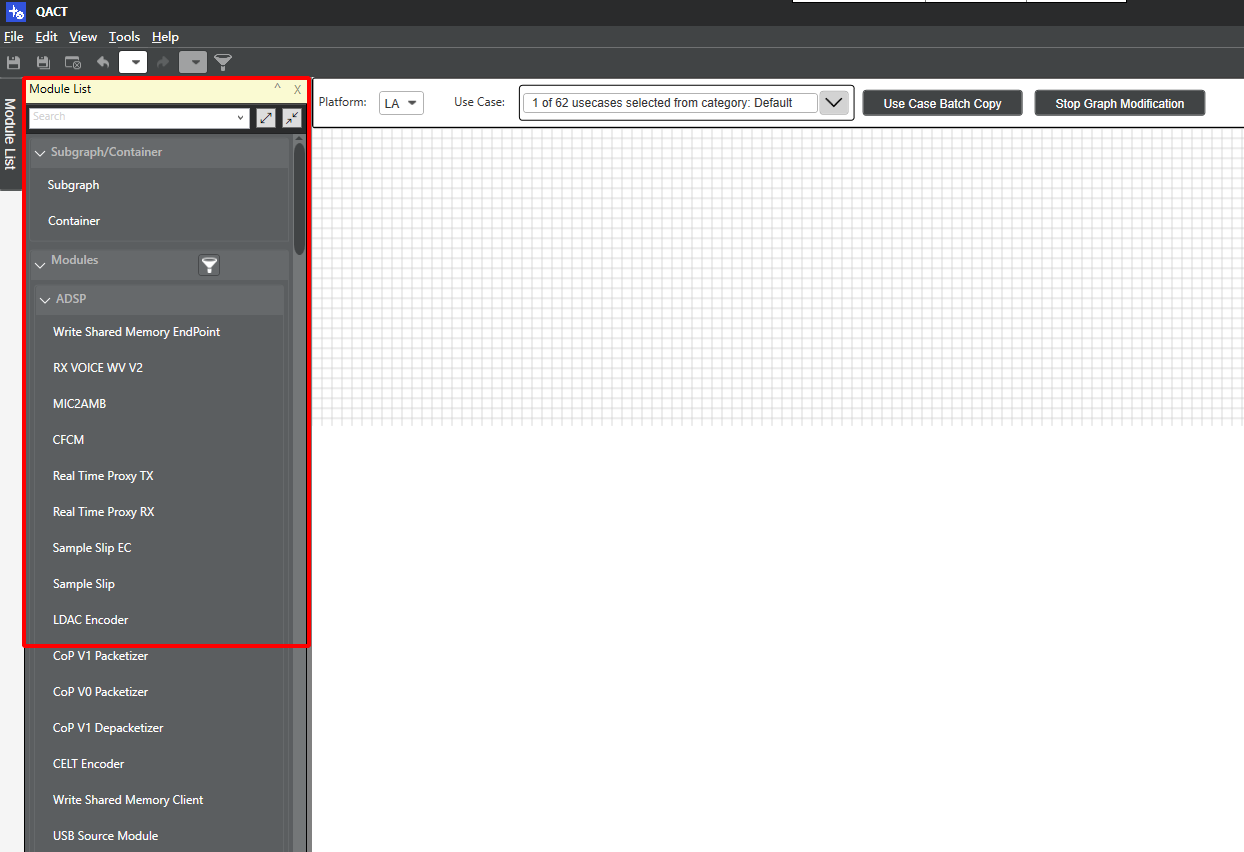 QACT
File Edit View Tools Help
Module List
Module List ^ X
Search
Platform: LA Use Case: 1 of 62 usecases selected from category: Default Use Case Batch Copy Stop Graph Modification
Subgraph/Container
Subgraph
Container
Modules
ADSP
Write Shared Memory EndPoint
RX VOICE WV V2
MIC2AMB
CFCM
Real Time Proxy TX
Real Time Proxy RX
Sample Slip EC
Sample Slip
LDAC Encoder
CoP V1 Packetizer
CoP V0 Packetizer
CoP V1 Depacketizer
CELT Encoder
Write Shared Memory Client
USB Source Module